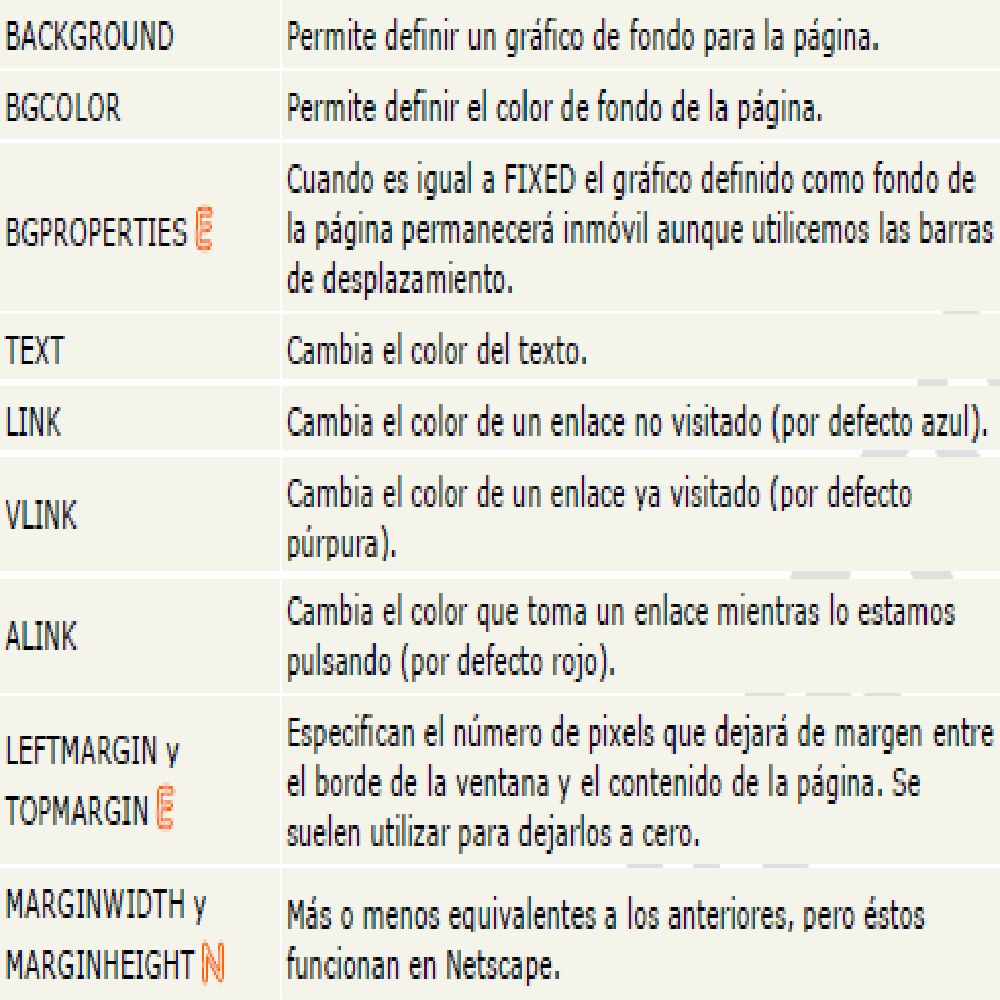 BACKGROUND
Permite definir un gráfico de fondo para la página.
BGCOLOR
Permite definir el color de fondo de la página.
BGPROPERTIES E
Cuando es igual a FIXED el gráfico definido como fondo de
la página permanecerá inmóvil aunque utilicemos las barras
de desplazamiento.
TEXT
Cambia el color del texto.
LINK
Cambia el color de un enlace no visitado (por defecto azul).
VLINK
Cambia el color de un enlace ya visitado (por defecto
púrpura).
ALINK
Cambia el color que toma un enlace mientras lo estamos
pulsando (por defecto rojo).
LEFTMARGIN y
TOPMARGIN E
Especifican el número de pixels que dejará de margen entre
el borde de la ventana y el contenido de la página. Se
suelen utilizar para dejarlos a cero.
MARGINWIDTH y
MARGINHEIGHT N
Más o menos equivalentes a los anteriores, pero éstos
funcionan en Netscape.